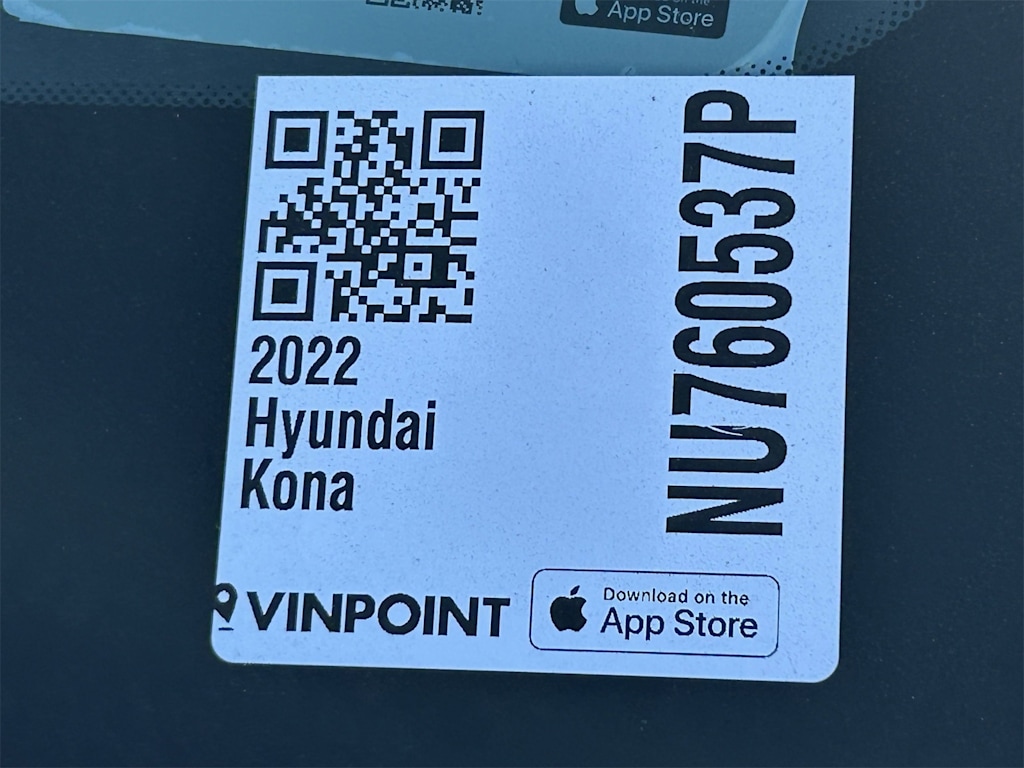 App Store
2022
Hyundai
Kona
NU760537P
VINPOINT
Download on the
App Store